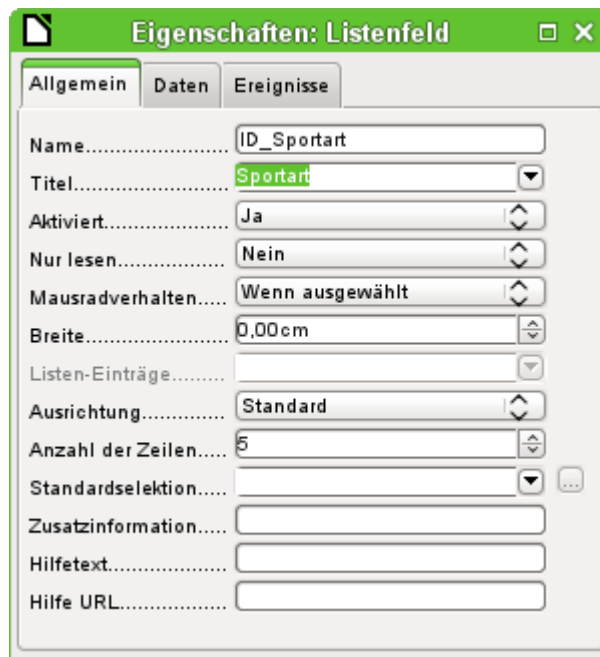 Eigenschaften: Listenfeld
Allgemein Daten Ereignisse
Name....................... ID_Sportart
Titel......................... Sportart
Aktiviert.................... Ja
Nur lesen.................. Nein
Mausradverhalten..... Wenn ausgewählt
Breite....................... 0,00cm
Listen-Einträge.........
Ausrichtung.............. Standard
Anzahl der Zeilen..... 5
Standardselektion..... ...
Zusatzinformation.....
Hilfetext...................
Hilfe URL..................